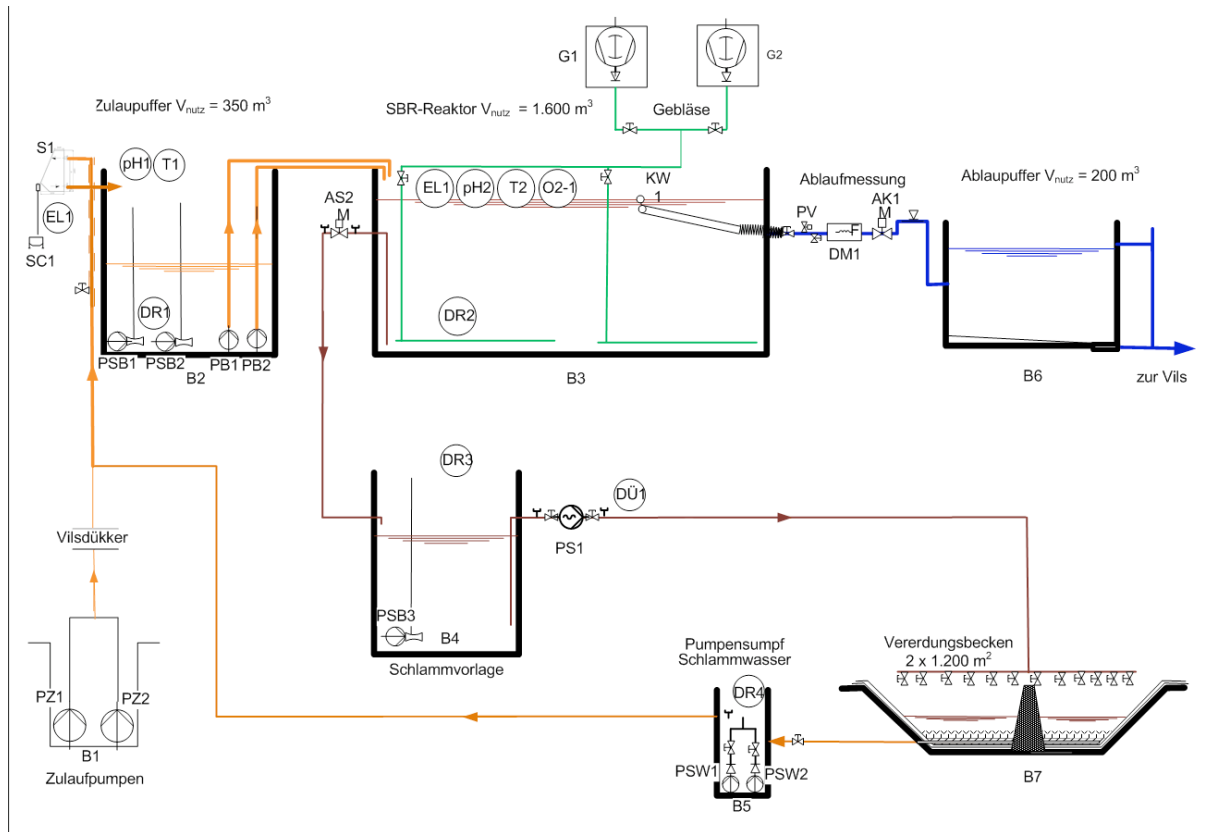 G1
G2
Zulaupuffer Vnutz = 350 m³
SBR-Reaktor Vnutz = 1.600 m³
Gebläse
S1
pH1
T1
EL1
SC1
AS2
M
EL1
pH2
T2
O2-1
KW
1
Ablaufmessung
PV
AK1
M
F
DM1
Ablaupuffer Vnutz = 200 m³
DR1
DR2
PSB1
PSB2
PB1
PB2
B2
B3
B6
zur Vils
DR3
DÜ1
PS1
Vilsdükker
PSB3
B4
Schlammvorlage
Pumpensumpf
Schlammwasser
Vererdungsbecken
2 x 1.200 m²
DR4
PZ1
PZ2
B1
Zulaufpumpen
PSW1
PSW2
B5
B7